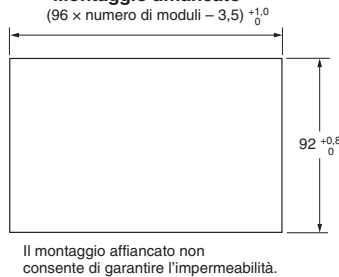 Montaggio affiancato
(96 × numero di moduli – 3,5) +1,0 0
92 +0,8 0
Il montaggio affiancato non
consente di garantire l'impermeabilità.